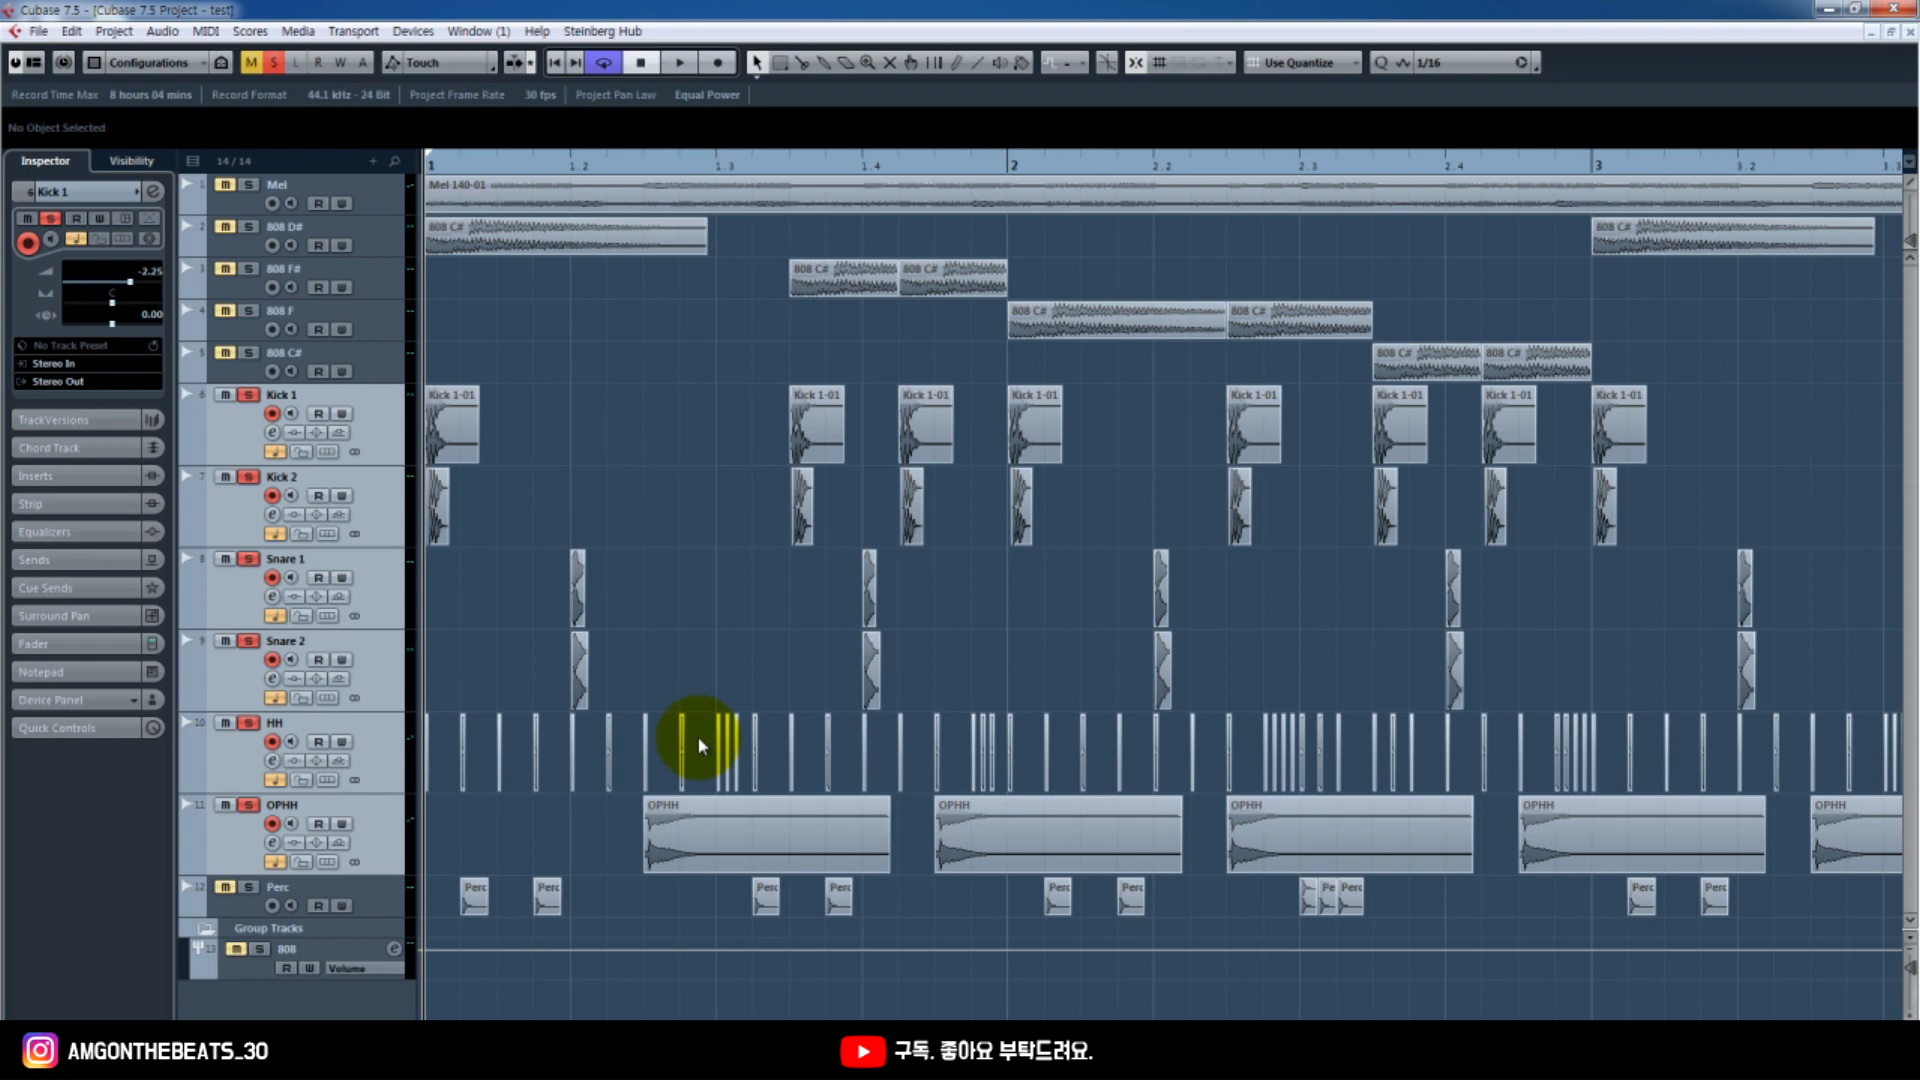 Cubase 7.5 - [Cubase 7.5 Project - test]
File Edit Project Audio MIDI Scores Media Transport Devices Window (1) Help Steinberg Hub
Configurations M S L R W A Touch Use Quantize Q 1/16
Record Time Max 8 hours 04 mins Record Format 44.1 kHz - 24 Bit Project Frame Rate 30 fps Project Pan Law Equal Power
No Object Selected
Inspector Visibility 14 / 14 1 1.2 1.3 1.4 2 2.2 2.3 2.4 3 3.2
6 Kick 1
m S R W
-2.25
C
0.00
No Track Preset
Stereo In
Stereo Out
TrackVersions
Chord Track
Inserts
Strip
Equalizers
Sends
Cue Sends
Surround Pan
Fader
Notepad
Device Panel
Quick Controls
1 m S Mel Mel 140-01
R
2 m S 808 D# 808 C# 808 C#
R
3 m S 808 F# 808 C# 808 C#
R
4 m S 808 F 808 C# 808 C#
R
5 m S 808 C# 808 C# 808 C#
R
6 m S Kick 1 Kick 1-01 Kick 1-01 Kick 1-01 Kick 1-01 Kick 1-01 Kick 1-01 Kick 1-01 Kick 1-01
R
e
7 m S Kick 2
R
e
8 m S Snare 1
R
e
9 m S Snare 2
R
e
10 m S HH
R
e
11 m S OPHH OPHH OPHH OPHH OPHH OPHH
R
e
12 m S Perc Perc Perc Perc Perc Perc Perc Pe Perc Perc Perc
R
Group Tracks
13 m S 808 e
R W Volume
AMGONTHEBEATS_30
구독, 좋아요 부탁드려요.